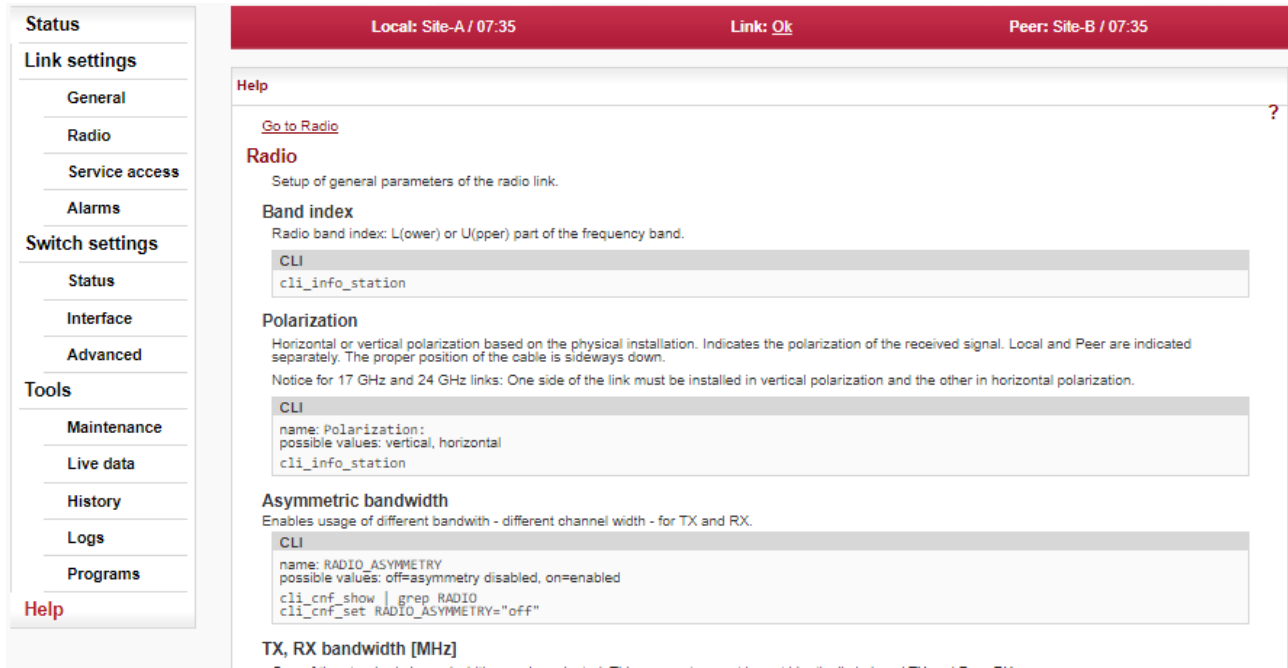 Status
Link settings
General
Radio
Service access
Alarms
Switch settings
Status
Interface
Advanced
Tools
Maintenance
Live data
History
Logs
Programs
Help
Local: Site-A / 07:35
Link: Ok
Peer: Site-B / 07:35
Help
?
Go to Radio
Radio
Setup of general parameters of the radio link.
Band index
Radio band index: L(ower) or U(pper) part of the frequency band.
CLI
cli_info_station
Polarization
Horizontal or vertical polarization based on the physical installation. Indicates the polarization of the received signal. Local and Peer are indicated
separately. The proper position of the cable is sideways down.
Notice for 17 GHz and 24 GHz links: One side of the link must be installed in vertical polarization and the other in horizontal polarization.
CLI
name: Polarization:
possible values: vertical, horizontal
cli_info_station
Asymmetric bandwidth
Enables usage of different bandwith - different channel width - for TX and RX.
CLI
name: RADIO_ASYMMETRY
possible values: off=asymmetry disabled, on=enabled
cli_cnf_show | grep RADIO
cli_cnf_set RADIO_ASYMMETRY="off"
TX, RX bandwidth [MHz]